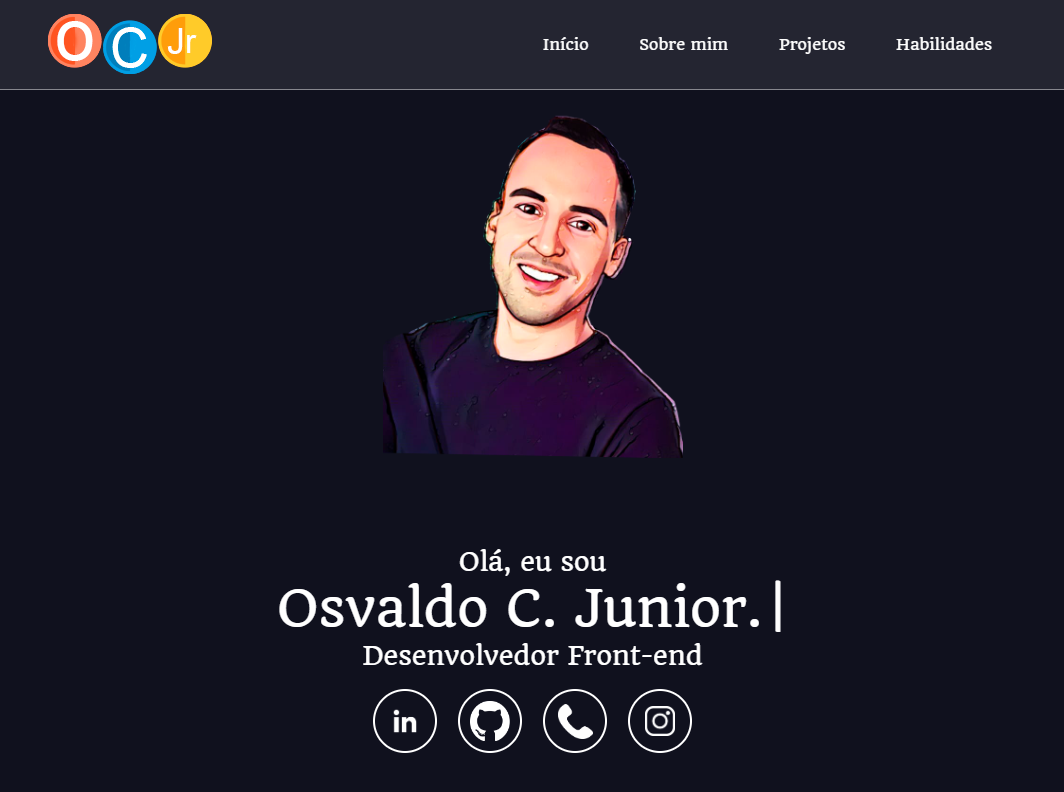 O C Jr
Início Sobre mim Projetos Habilidades
Olá, eu sou
Osvaldo C. Junior.|
Desenvolvedor Front-end
in